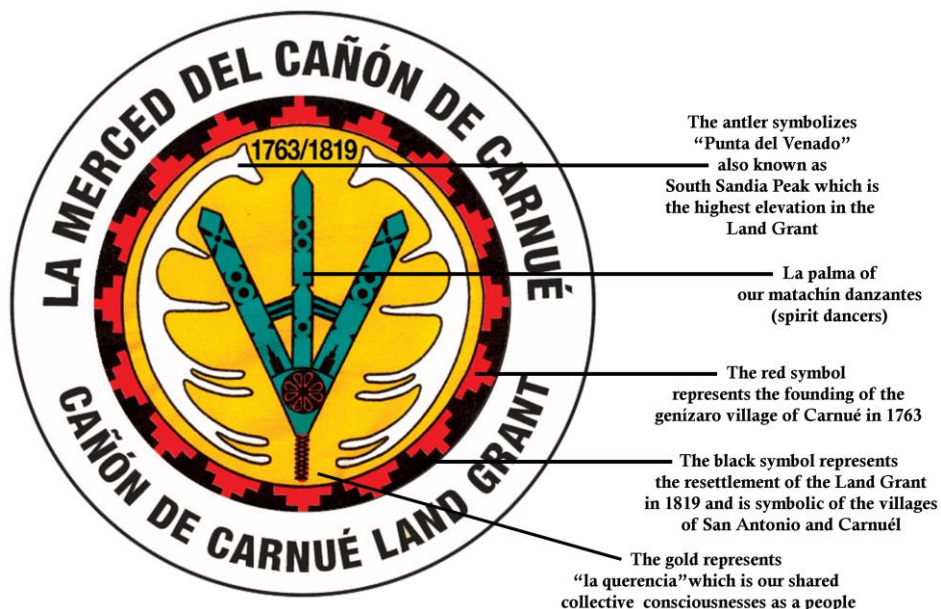 LA MERCED DEL CAÑÓN DE CARNUÉ
1763/1819
CAÑÓN DE CARNUÉ LAND GRANT
The antler symbolizes
“Punta del Venado”
also known as
South Sandia Peak which is
the highest elevation in the
Land Grant
La palma of
our matachín danzantes
(spirit dancers)
The red symbol
represents the founding of the
genízaro village of Carnué in 1763
The black symbol represents
the resettlement of the Land Grant
in 1819 and is symbolic of the villages
of San Antonio and Carnuél
The gold represents
“la querencia”which is our shared
collective consciousnesses as a people